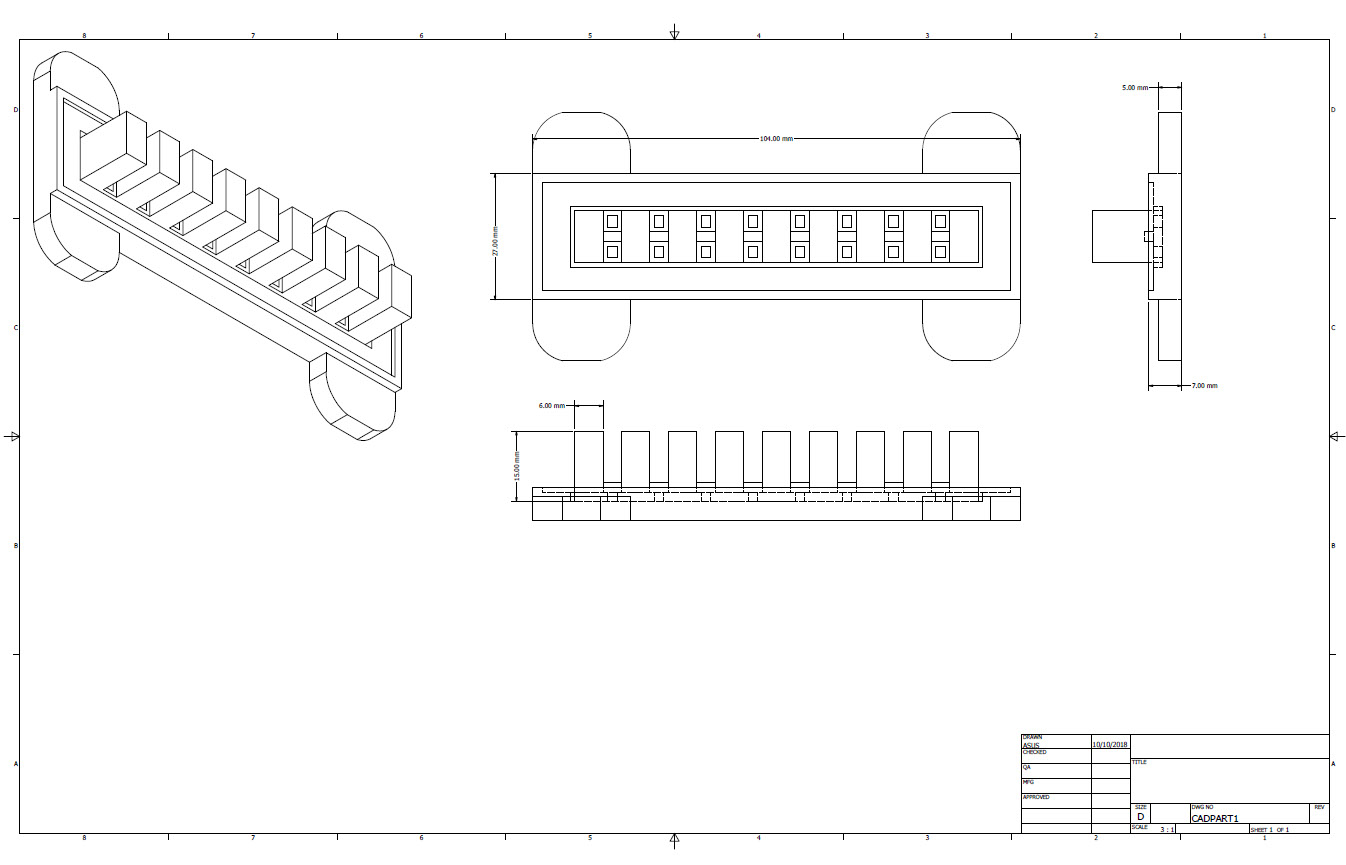 8 7 6 5 4 3 2 1
D D
5.00 mm
104.00 mm
27.00 mm
C C
7.00 mm
6.00 mm
15.00 mm
B B
DRAWN
ASUS 10/10/2018
CHECKED
TITLE
A QA A
MFG
APPROVED
SIZE DWG NO REV
D CADPART1
SCALE 3 : 1 SHEET 1 OF 1
8 7 6 5 4 3 2 1